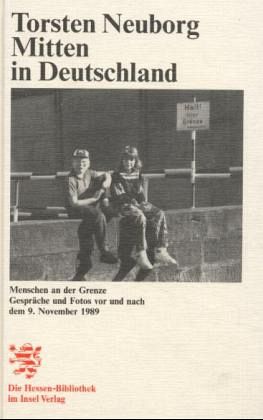 Torsten Neuborg
Mitten
in Deutschland
Halt!
hier
Grenze
Menschen an der Grenze
Gespräche und Fotos vor und nach
dem 9. November 1989
Die Hessen-Bibliothek
im Insel Verlag